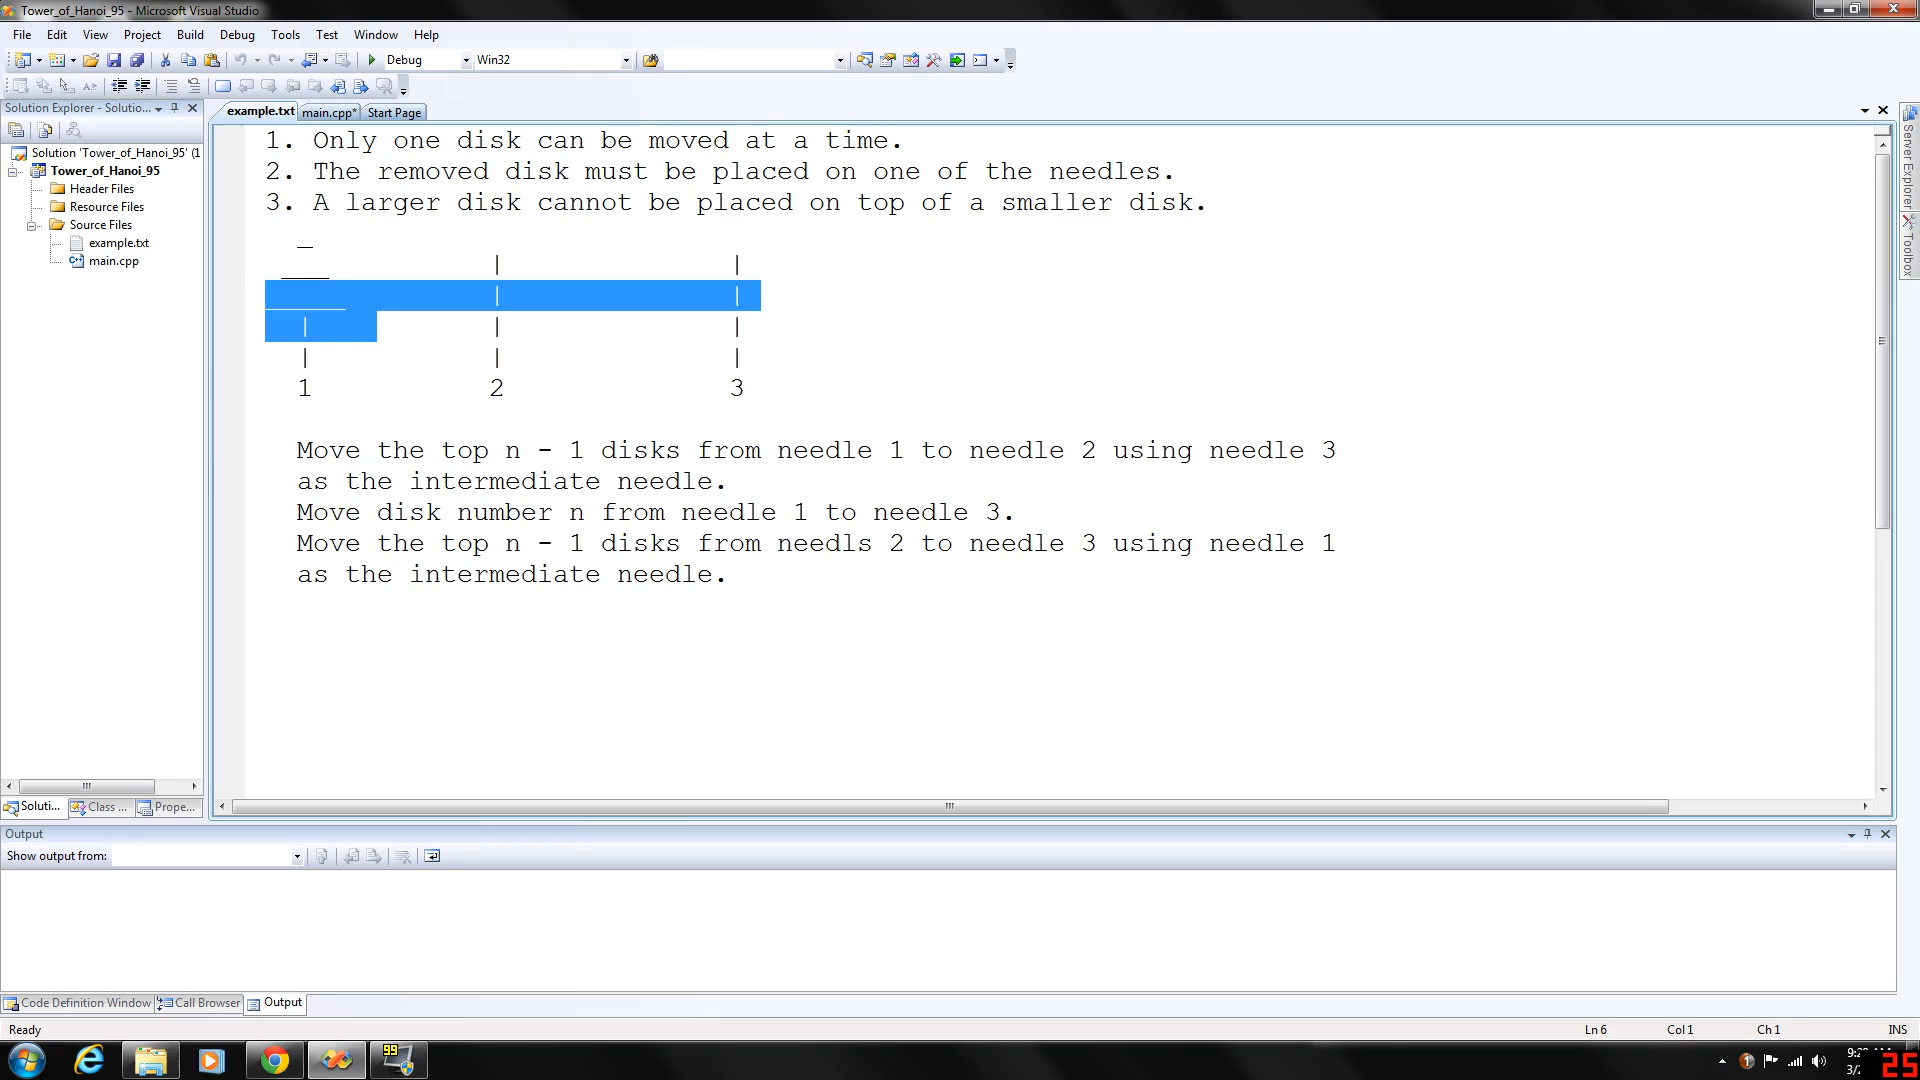 Tower_of_Hanoi_95 - Microsoft Visual Studio
File Edit View Project Build Debug Tools Test Window Help
Debug Win32
Solution Explorer - Solutio...
example.txt main.cpp* Start Page
Solution 'Tower_of_Hanoi_95' (1
Tower_of_Hanoi_95
Header Files
Resource Files
Source Files
example.txt
main.cpp
1. Only one disk can be moved at a time.
2. The removed disk must be placed on one of the needles.
3. A larger disk cannot be placed on top of a smaller disk.
_
___ | |
_____ | |
| | |
| | |
1 2 3
Move the top n - 1 disks from needle 1 to needle 2 using needle 3
as the intermediate needle.
Move disk number n from needle 1 to needle 3.
Move the top n - 1 disks from needls 2 to needle 3 using needle 1
as the intermediate needle.
Server Explorer
Toolbox
Soluti... Class ... Prope...
Output
Show output from:
Code Definition Window Call Browser Output
Ready Ln 6 Col 1 Ch 1 INS
99
25